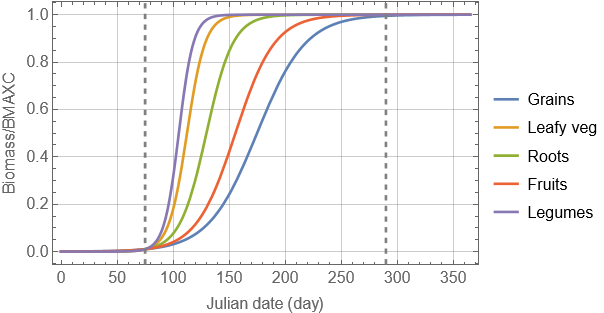 Biomass/BMAXC
1.0
0.8
0.6
0.4
0.2
0.0
0 50 100 150 200 250 300 350
Julian date (day)
Grains
Leafy veg
Roots
Fruits
Legumes